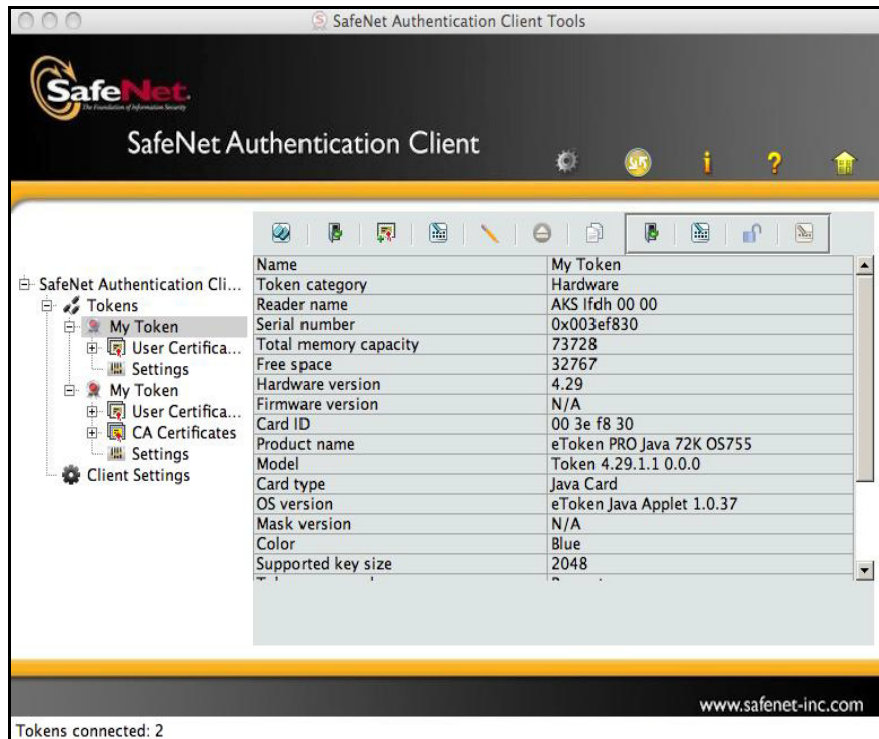 SafeNet Authentication Client Tools
SafeNet.
The Foundation of Information Security
SafeNet Authentication Client
SafeNet Authentication Cli...
Tokens
My Token
User Certifica...
Settings
My Token
User Certifica...
CA Certificates
Settings
Client Settings
Name My Token
Token category Hardware
Reader name AKS Ifdh 00 00
Serial number 0x003ef830
Total memory capacity 73728
Free space 32767
Hardware version 4.29
Firmware version N/A
Card ID 00 3e f8 30
Product name eToken PRO Java 72K OS755
Model Token 4.29.1.1 0.0.0
Card type Java Card
OS version eToken Java Applet 1.0.37
Mask version N/A
Color Blue
Supported key size 2048
www.safenet-inc.com
Tokens connected: 2